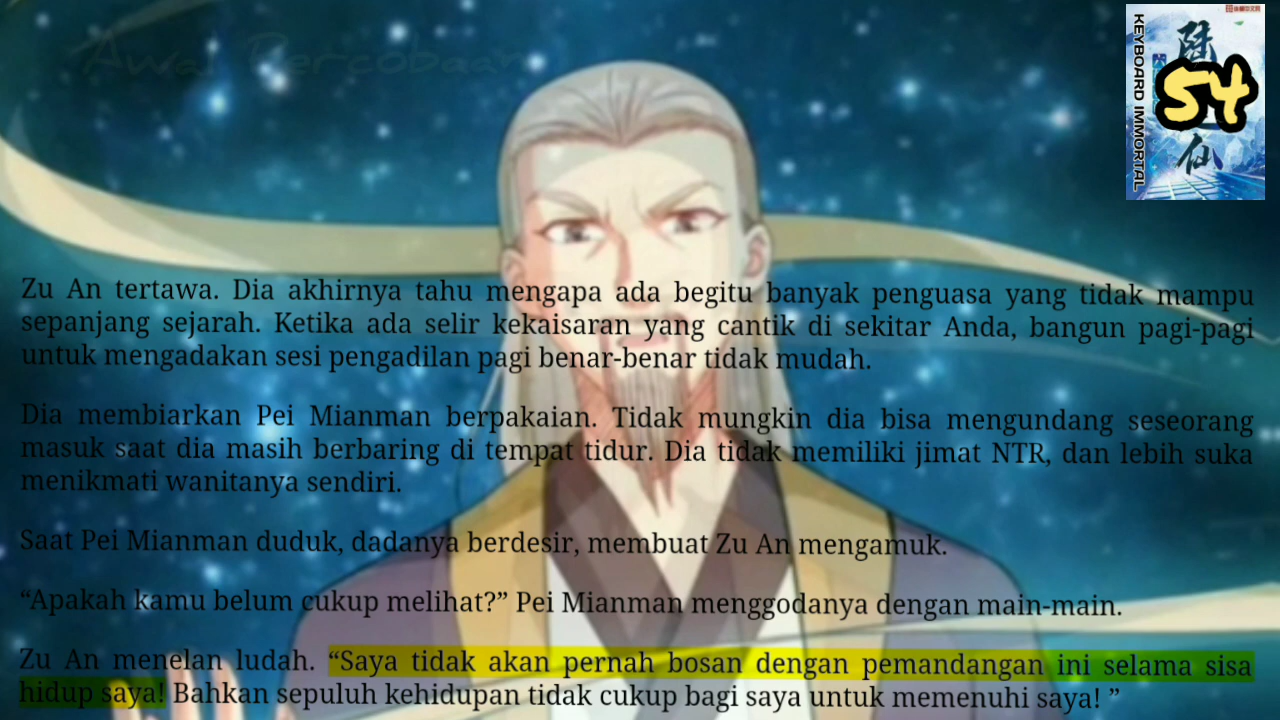 Awal Percob
陸
KEYBOARD IMMORTAL
54
仙
Zu An tertawa. Dia akhirnya tahu mengapa ada begitu banyak penguasa yang tidak mampu
sepanjang sejarah. Ketika ada selir kekaisaran yang cantik di sekitar Anda, bangun pagi-pagi
untuk mengadakan sesi pengadilan pagi benar-benar tidak mudah.
Dia membiarkan Pei Mianman berpakaian. Tidak mungkin dia bisa mengundang seseorang
masuk saat dia masih berbaring di tempat tidur. Dia tidak memiliki jimat NTR, dan lebih suka
menikmati wanitanya sendiri.
Saat Pei Mianman duduk, dadanya berdesir, membuat Zu An mengamuk.
“Apakah kamu belum cukup melihat?” Pei Mianman menggodanya dengan main-main.
Zu An menelan ludah. “Saya tidak akan pernah bosan dengan pemandangan ini selama sisa
hidup saya! Bahkan sepuluh kehidupan tidak cukup bagi saya untuk memenuhi saya! ”